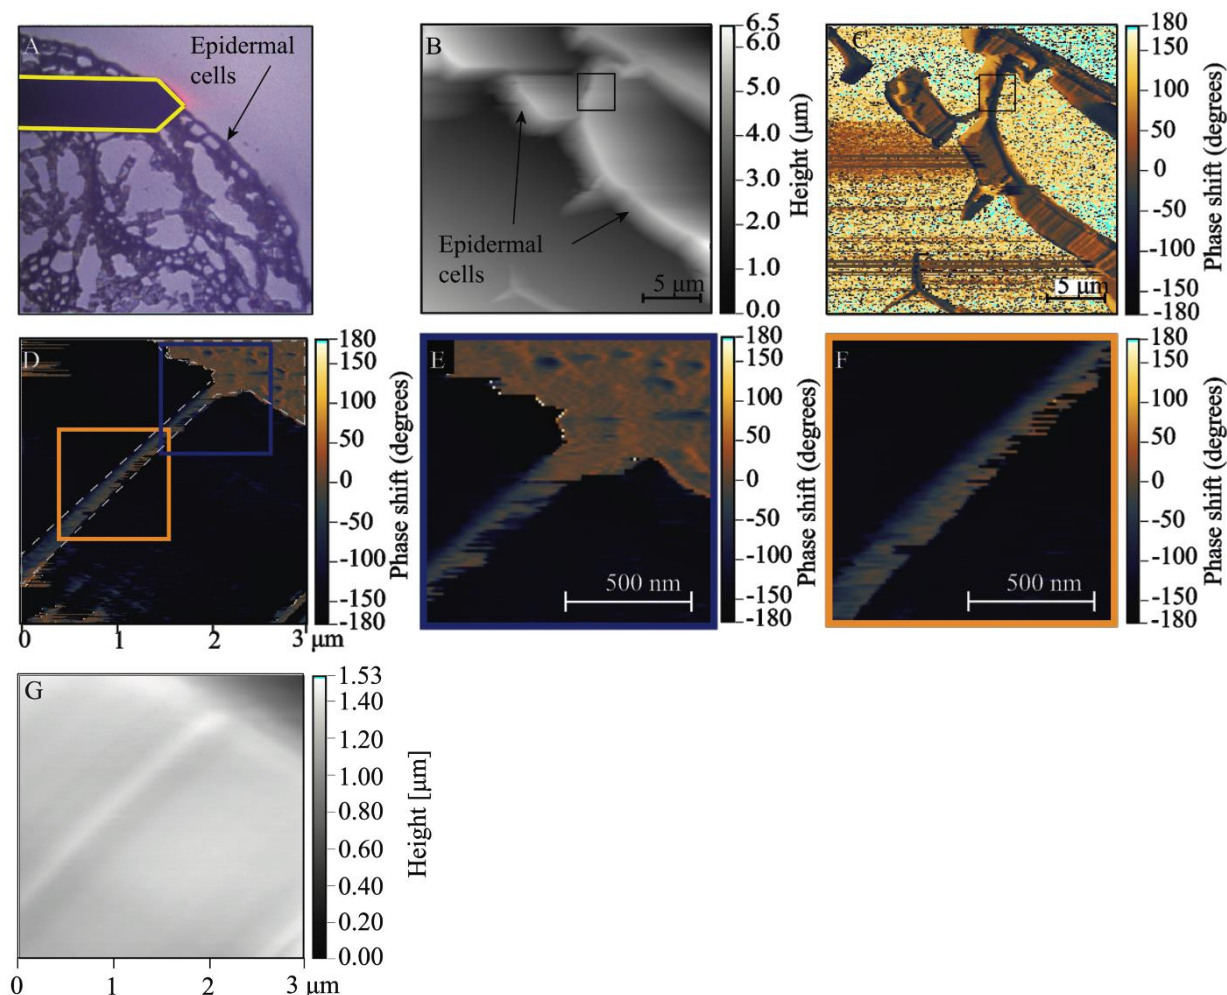 A
Epidermal
cells
B
Epidermal
cells
5 μm
6.5
6.0
5.0
4.0
3.0
2.0
1.0
0.0
Height (μm)
C
5 μm
180
150
100
50
0
-50
-100
-150
-180
Phase shift (degrees)
D
0
1
2
3 μm
180
150
100
50
0
-50
-100
-150
-180
Phase shift (degrees)
E
500 nm
180
150
100
50
0
-50
-100
-150
-180
Phase shift (degrees)
F
500 nm
180
150
100
50
0
-50
-100
-150
-180
Phase shift (degrees)
G
0
1
2
3 μm
1.53
1.40
1.20
1.00
0.80
0.60
0.40
0.20
0.00
Height [μm]